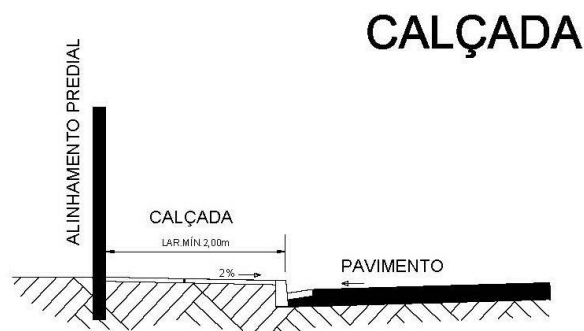 CALÇADA
ALINHAMENTO PREDIAL
CALÇADA
LAR.MÍN.2,00m
2%
PAVIMENTO